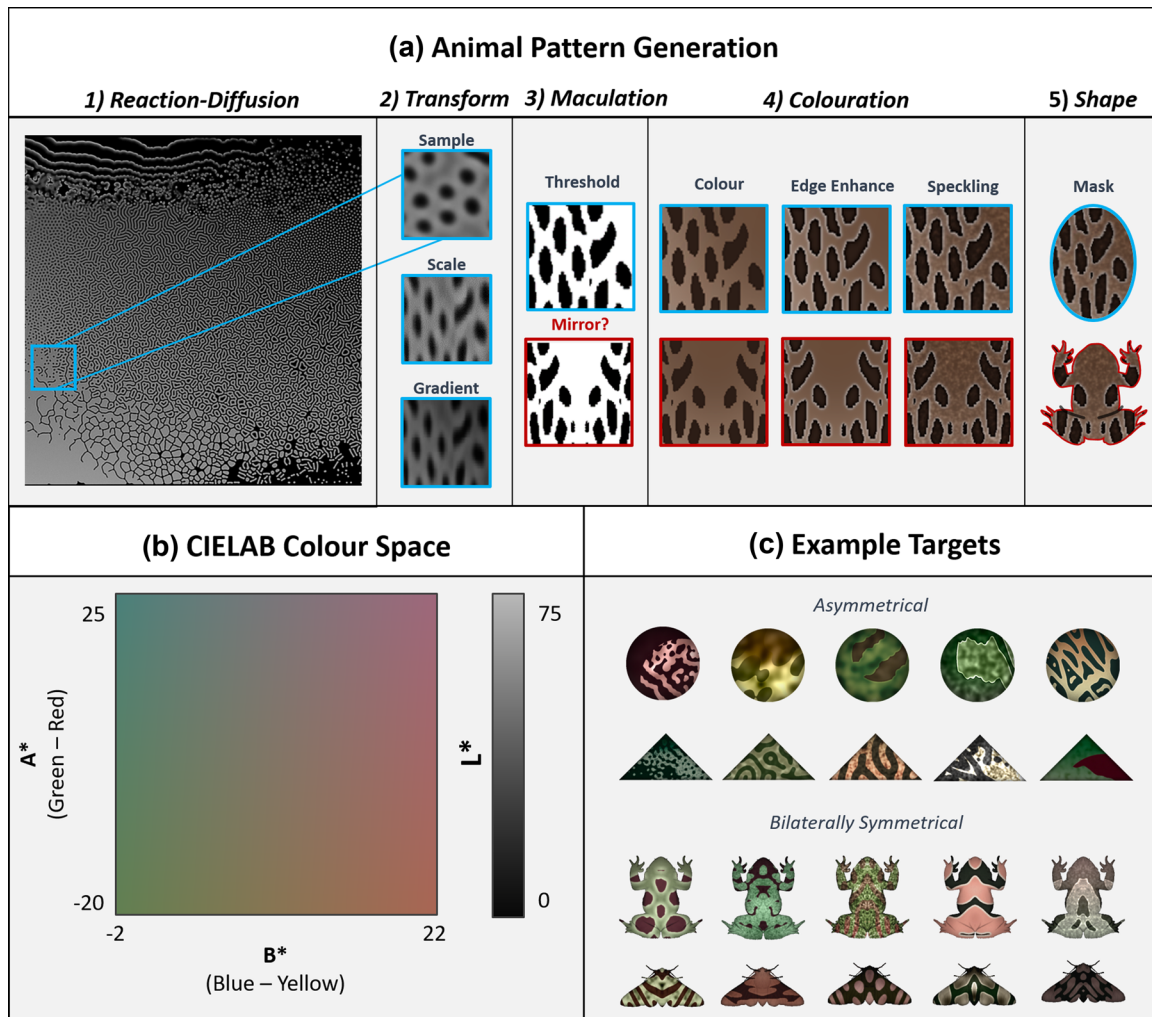 (a) Animal Pattern Generation
1) Reaction-Diffusion
2) Transform
3) Maculation
4) Colouration
5) Shape
Sample
Scale
Gradient
Threshold
Mirror?
Colour
Edge Enhance
Speckling
Mask
(b) CIELAB Colour Space
25
-20
A*
(Green – Red)
-2
22
B*
(Blue – Yellow)
L*
75
0
(c) Example Targets
Asymmetrical
Bilaterally Symmetrical